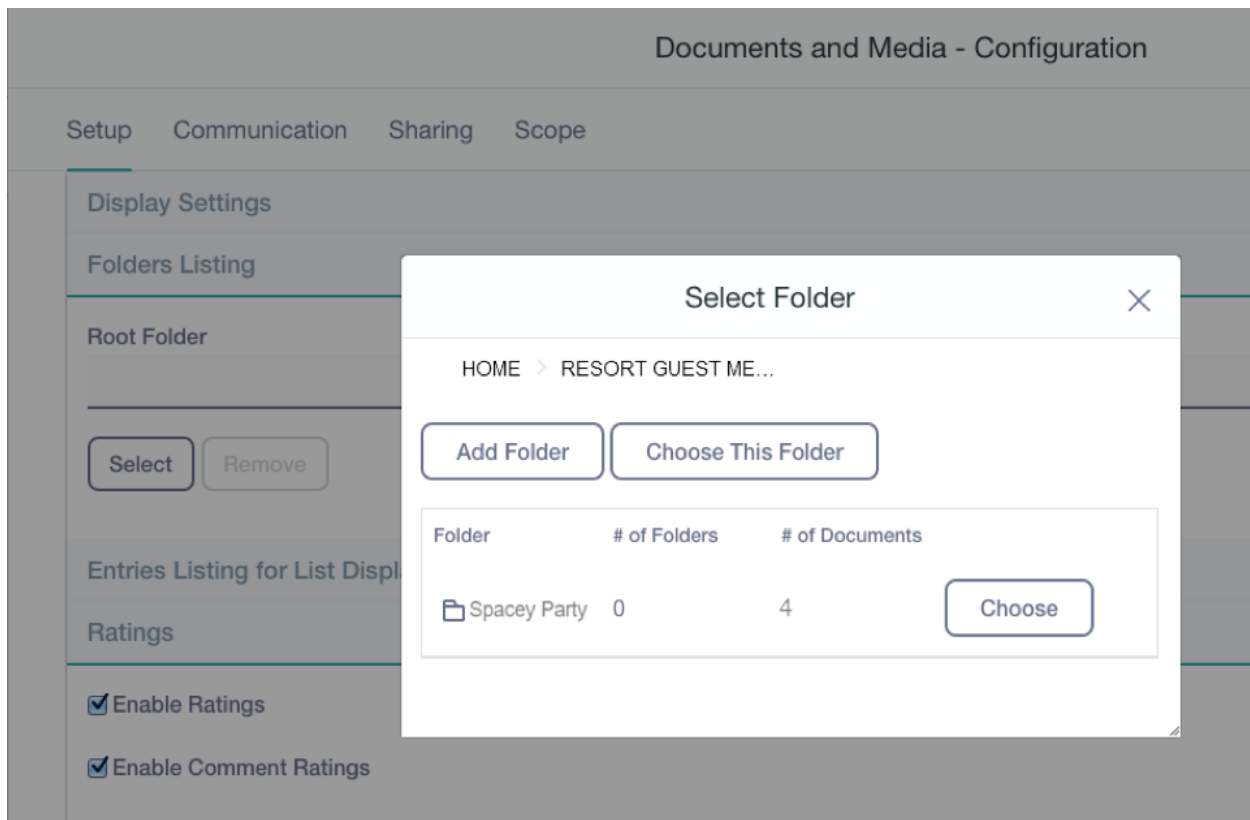 Documents and Media - Configuration
Setup Communication Sharing Scope
Display Settings
Folders Listing
Root Folder
Select Remove
Entries Listing for List Displ
Ratings
Enable Ratings
Enable Comment Ratings
Select Folder
HOME > RESORT GUEST ME...
Add Folder Choose This Folder
Folder # of Folders # of Documents
Spacey Party 0 4 Choose